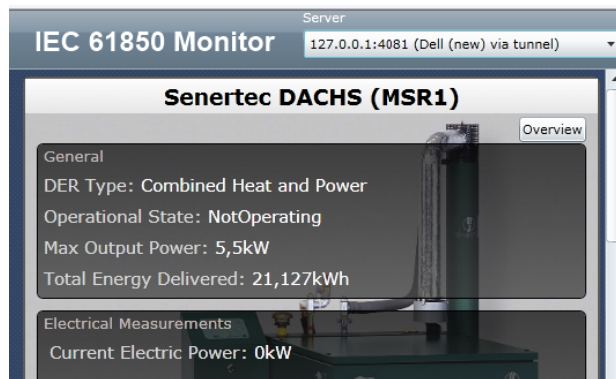 Server
IEC 61850 Monitor
127.0.0.1:4081 (Dell (new) via tunnel)
Senertec DACHS (MSR1)
Overview
General
DER Type: Combined Heat and Power
Operational State: NotOperating
Max Output Power: 5,5kW
Total Energy Delivered: 21,127kWh
Electrical Measurements
Current Electric Power: 0kW